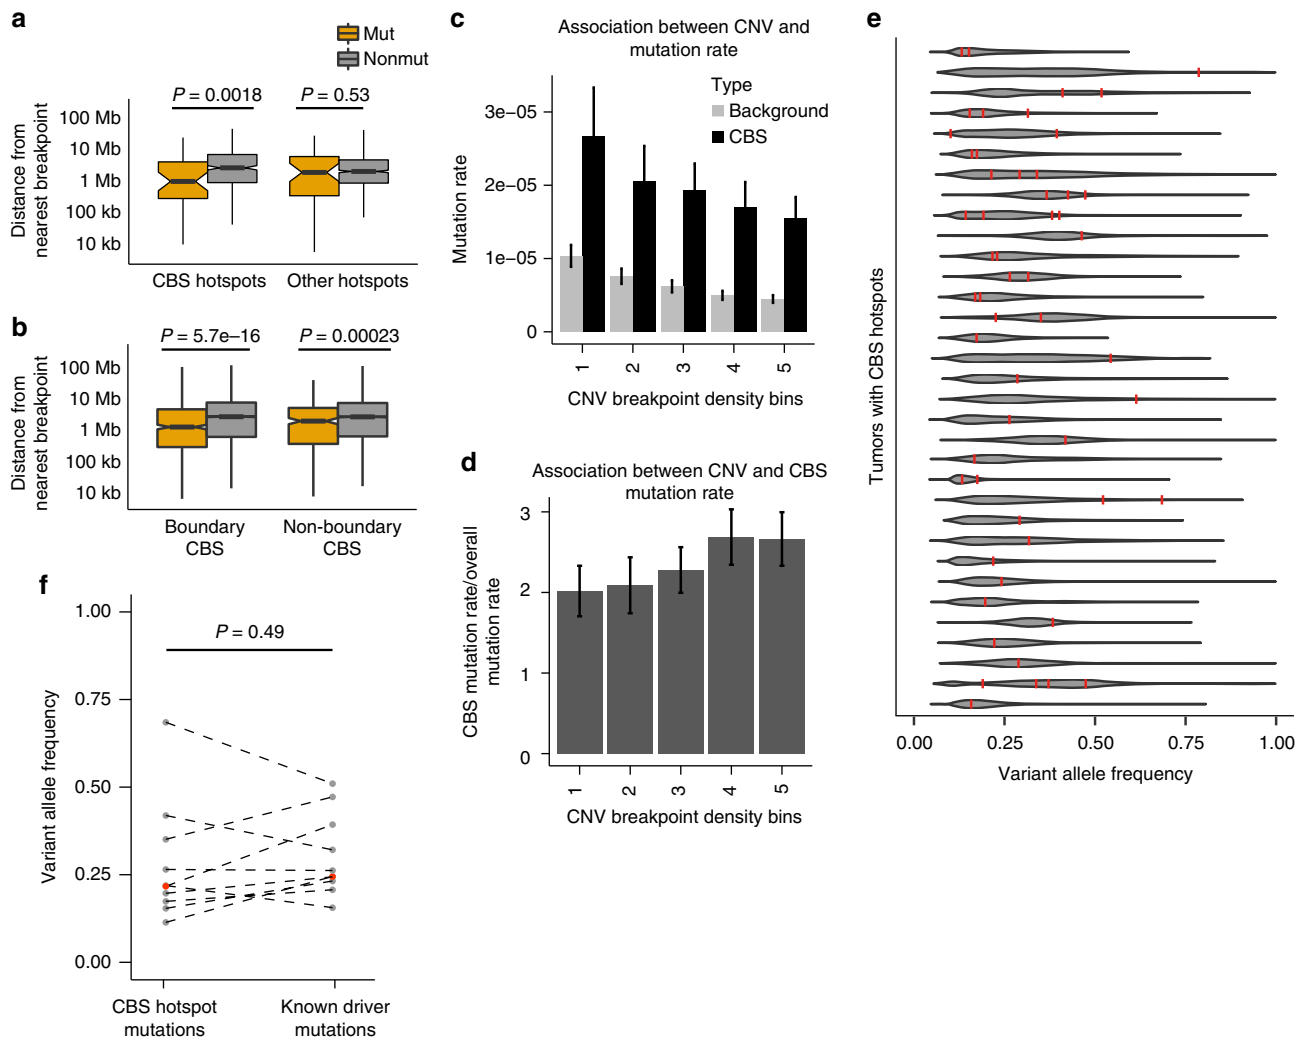 a
Mut
Nonmut
P = 0.0018
P = 0.53
Distance from
nearest breakpoint
100 Mb
10 Mb
1 Mb
100 kb
10 kb
CBS hotspots
Other hotspots
b
P = 5.7e–16
P = 0.00023
Distance from
nearest breakpoint
100 Mb
10 Mb
1 Mb
100 kb
10 kb
Boundary
CBS
Non-boundary
CBS
c
Association between CNV and
mutation rate
Type
Background
CBS
Mutation rate
3e–05
2e–05
1e–05
0
1
2
3
4
5
CNV breakpoint density bins
d
Association between CNV and CBS
mutation rate
CBS mutation rate/overall
mutation rate
3
2
1
0
1
2
3
4
5
CNV breakpoint density bins
e
Tumors with CBS hotspots
0.00
0.25
0.50
0.75
1.00
Variant allele frequency
f
P = 0.49
Variant allele frequency
1.00
0.75
0.50
0.25
0.00
CBS hotspot
mutations
Known driver
mutations